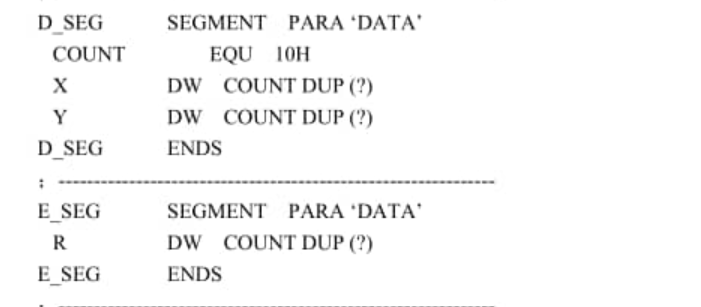 D_SEG SEGMENT PARA ‘DATA’
COUNT EQU 10H
X DW COUNT DUP (?)
Y DW COUNT DUP (?)
D_SEG ENDS
; ----------------------------------------------------------------
E_SEG SEGMENT PARA ‘DATA’
R DW COUNT DUP (?)
E_SEG ENDS
; ----------------------------------------------------------------